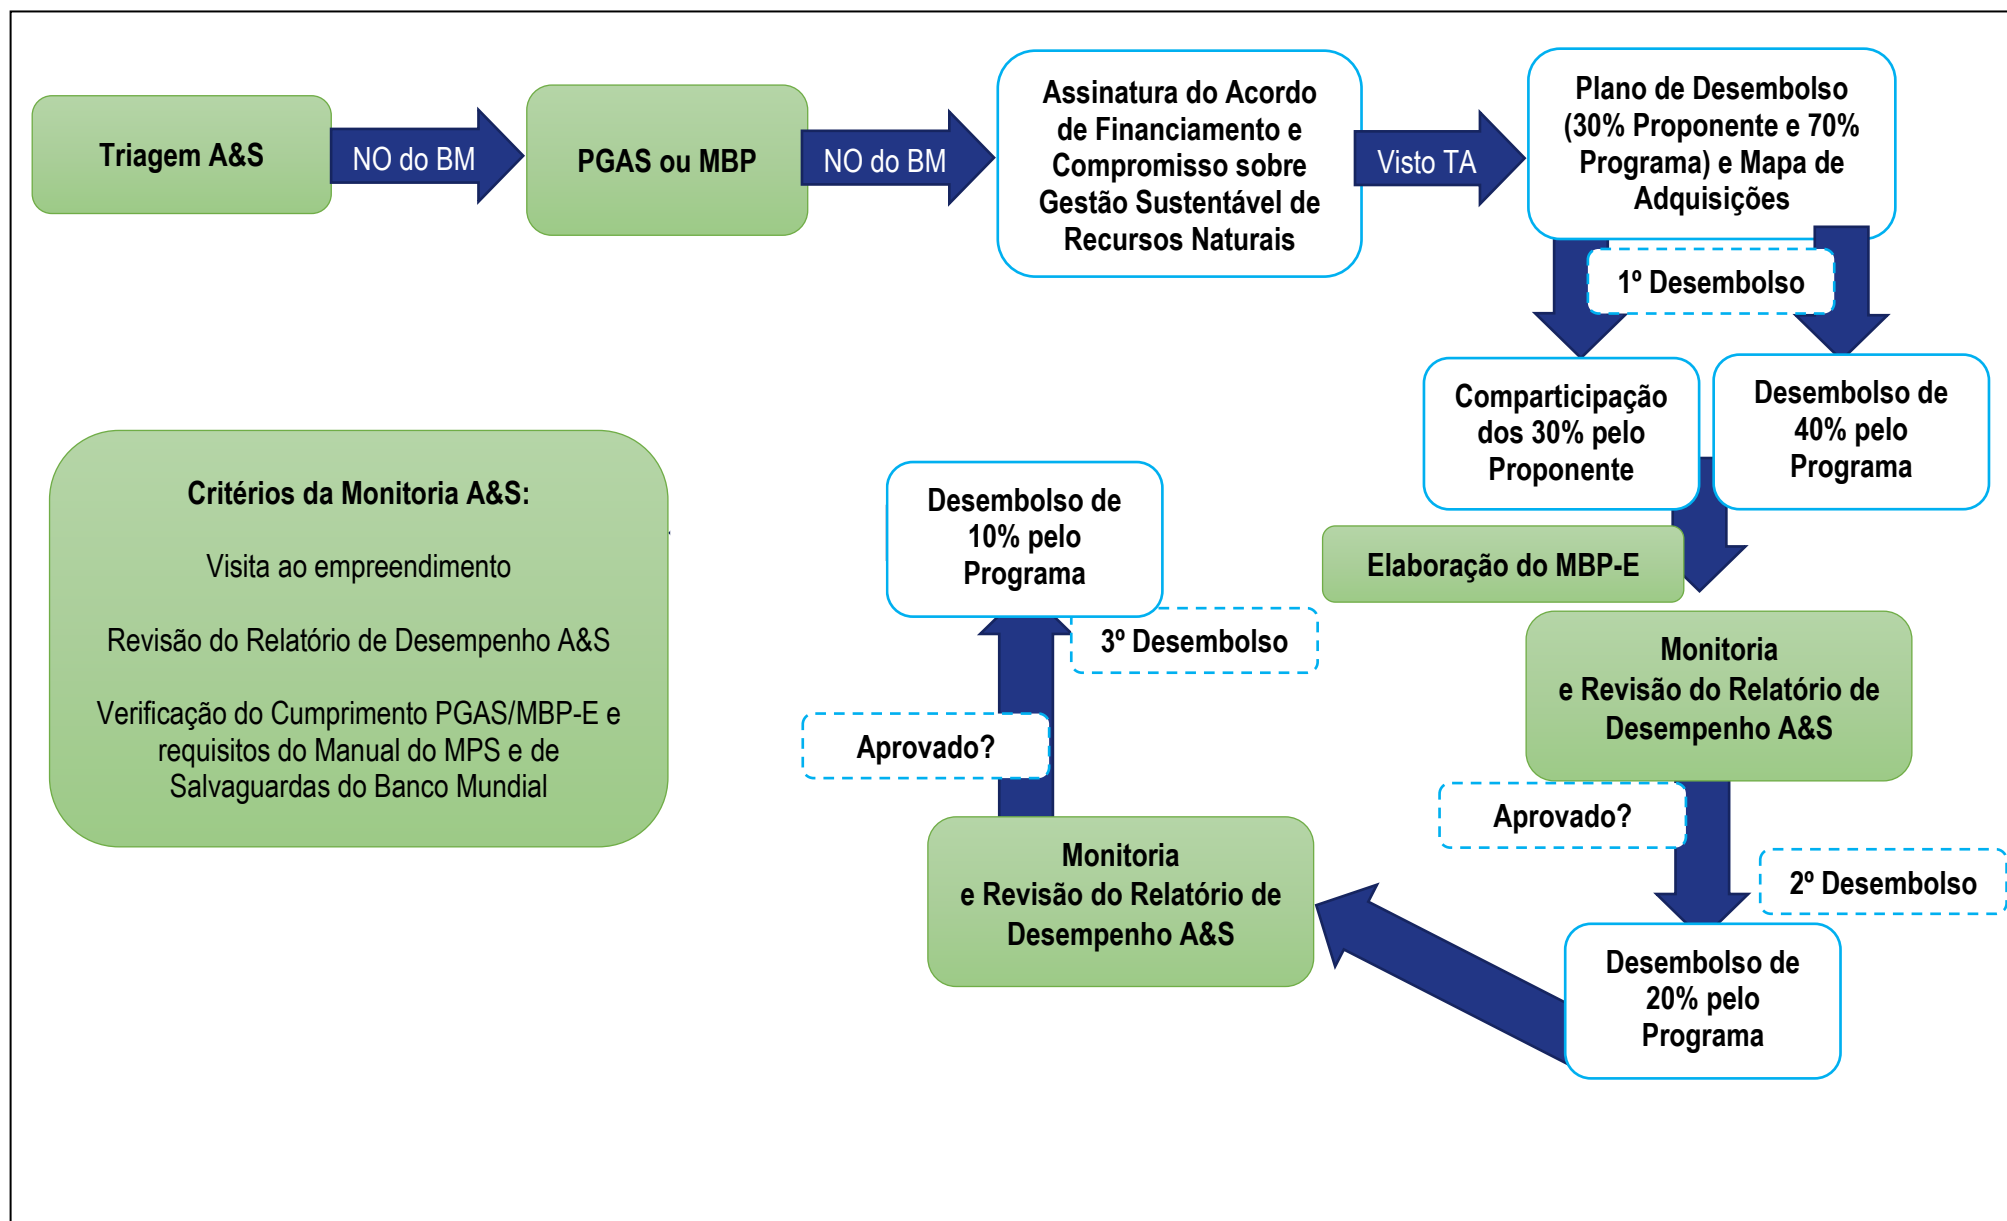 Triagem A&S
NO do BM
PGAS ou MBP
NO do BM
Assinatura do Acordo
de Financiamento e
Compromisso sobre
Gestão Sustentável de
Recursos Naturais
Visto TA
Plano de Desembolso
(30% Proponente e 70%
Programa) e Mapa de
Adquisições
1º Desembolso
Comparticipação
dos 30% pelo
Proponente
Desembolso de
40% pelo
Programa
Elaboração do MBP-E
Monitoria
e Revisão do Relatório de
Desempenho A&S
Aprovado?
2º Desembolso
Desembolso de
20% pelo
Programa
Monitoria
e Revisão do Relatório de
Desempenho A&S
Aprovado?
3º Desembolso
Desembolso de
10% pelo
Programa
Critérios da Monitoria A&S:
Visita ao empreendimento
Revisão do Relatório de Desempenho A&S
Verificação do Cumprimento PGAS/MBP-E e
requisitos do Manual do MPS e de
Salvaguardas do Banco Mundial